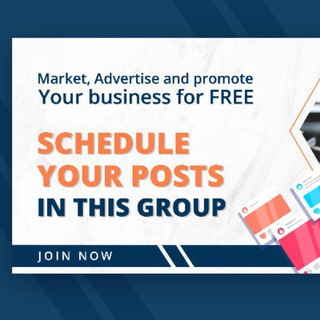 Market, Advertise and promote
Your business for FREE
SCHEDULE
YOUR POSTS
IN THIS GROUP
JOIN NOW